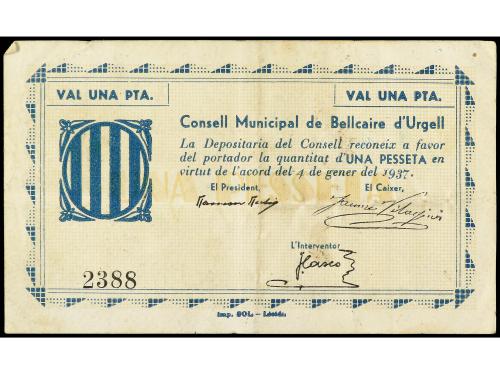 VAL UNA PTA.
VAL UNA PTA.
Consell Municipal de Bellcaire d'Urgell
La Depositaria del Consell reconeix a favor
del portador la quantitat d'UNA PESSETA en
virtut de l'acord del 4 de gener del 1937.
El President,
El Caixer,
L'Interventor
2388
Imp. SOL. - Lleida.